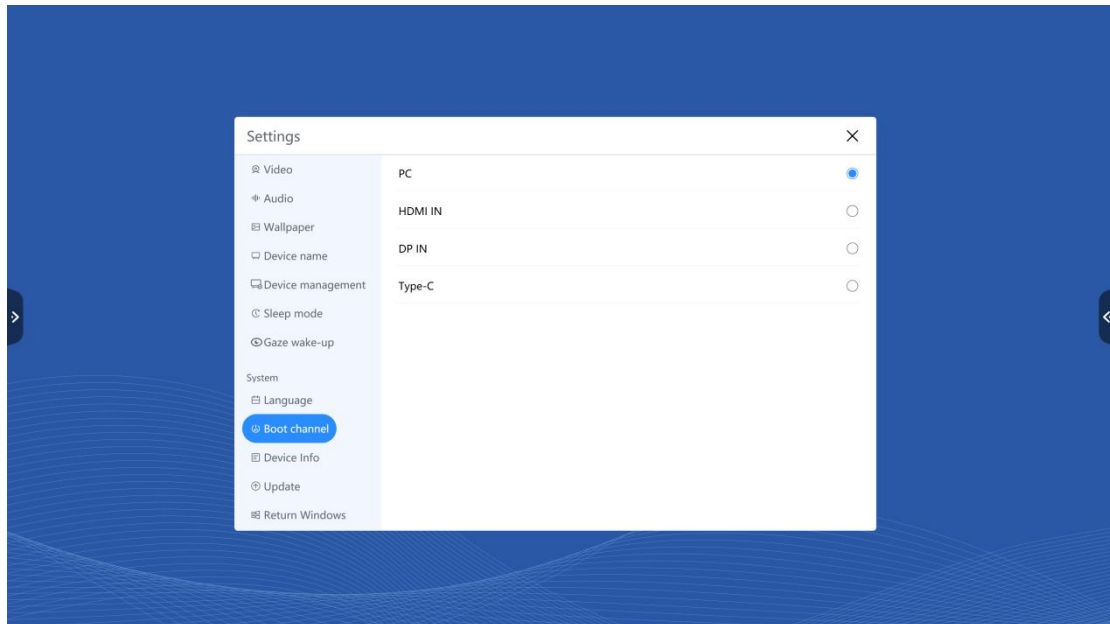 Settings
Video
Audio
Wallpaper
Device name
Device management
Sleep mode
Gaze wake-up
System
Language
Boot channel
Device Info
Update
Return Windows
PC
HDMI IN
DP IN
Type-C